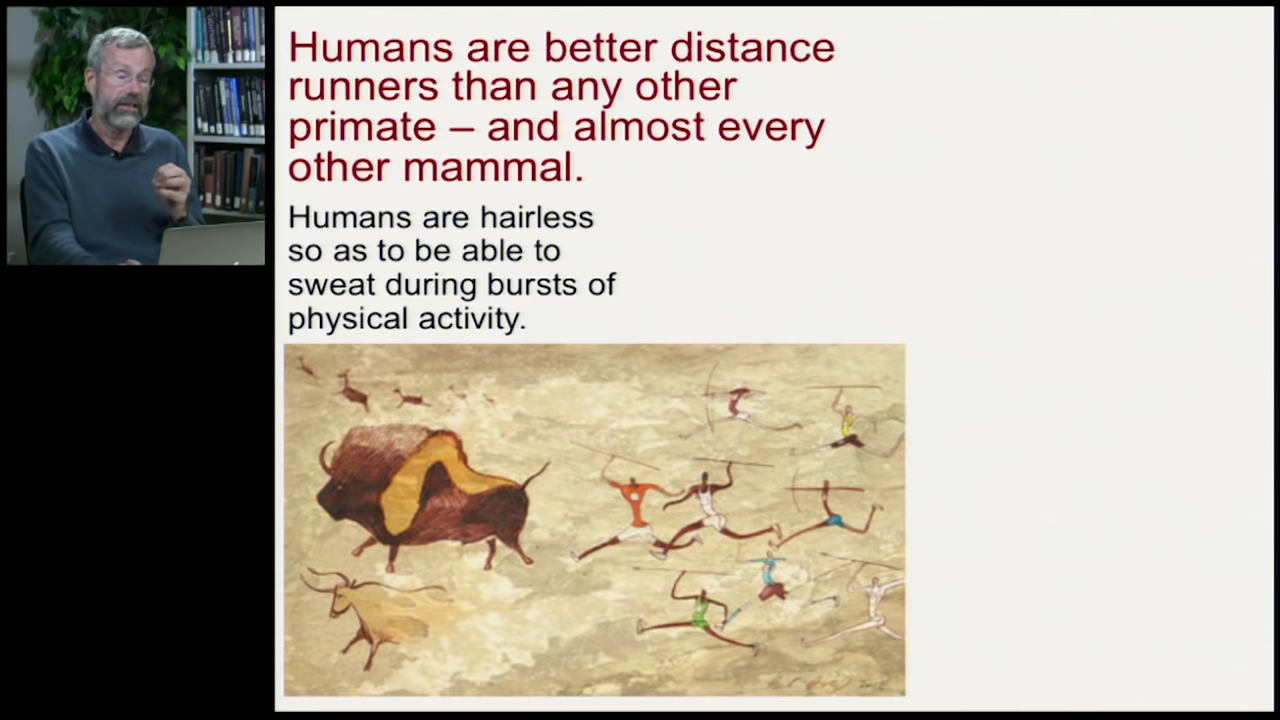 Humans are better distance
runners than any other
primate – and almost every
other mammal.
Humans are hairless
so as to be able to
sweat during bursts of
physical activity.